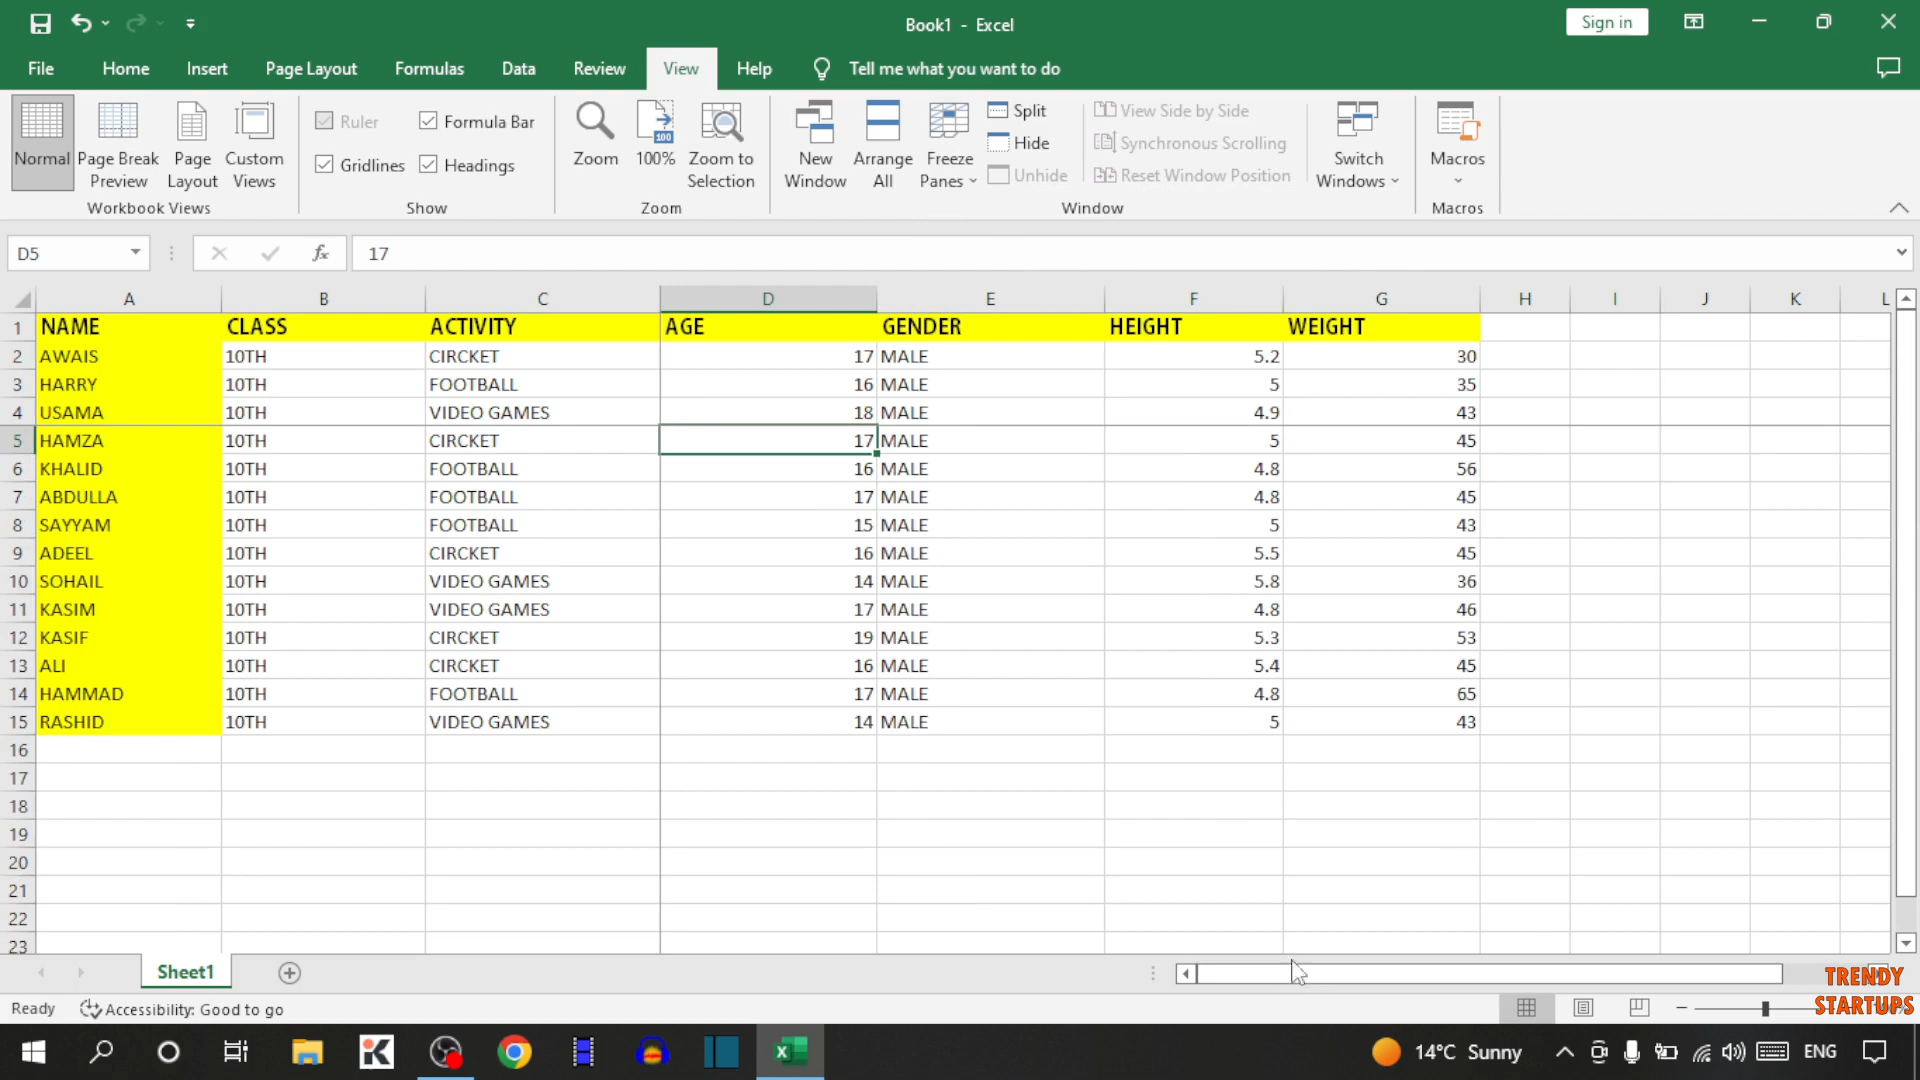 Book1 - Excel
Sign in
File Home Insert Page Layout Formulas Data Review View Help Tell me what you want to do
Normal
Page Break Preview
Page Layout
Custom Views
Workbook Views
Ruler
Formula Bar
Gridlines
Headings
Show
Zoom
100
100%
Zoom to Selection
Zoom
New Window
Arrange All
Freeze Panes
Split
Hide
Unhide
View Side by Side
Synchronous Scrolling
Reset Window Position
Switch Windows
Window
Macros
Macros
D5 fx 17
A B C D E F G H I J K L
1 NAME CLASS ACTIVITY AGE GENDER HEIGHT WEIGHT
2 AWAIS 10TH CIRCKET 17 MALE 5.2 30
3 HARRY 10TH FOOTBALL 16 MALE 5 35
4 USAMA 10TH VIDEO GAMES 18 MALE 4.9 43
5 HAMZA 10TH CIRCKET 17 MALE 5 45
6 KHALID 10TH FOOTBALL 16 MALE 4.8 56
7 ABDULLA 10TH FOOTBALL 17 MALE 4.8 45
8 SAYYAM 10TH FOOTBALL 15 MALE 5 43
9 ADEEL 10TH CIRCKET 16 MALE 5.5 45
10 SOHAIL 10TH VIDEO GAMES 14 MALE 5.8 36
11 KASIM 10TH VIDEO GAMES 17 MALE 4.8 46
12 KASIF 10TH CIRCKET 19 MALE 5.3 53
13 ALI 10TH CIRCKET 16 MALE 5.4 45
14 HAMMAD 10TH FOOTBALL 17 MALE 4.8 65
15 RASHID 10TH VIDEO GAMES 14 MALE 5 43
16
17
18
19
20
21
22
23
Sheet1
TRENDY
STARTUPS
Ready Accessibility: Good to go
14°C Sunny ENG